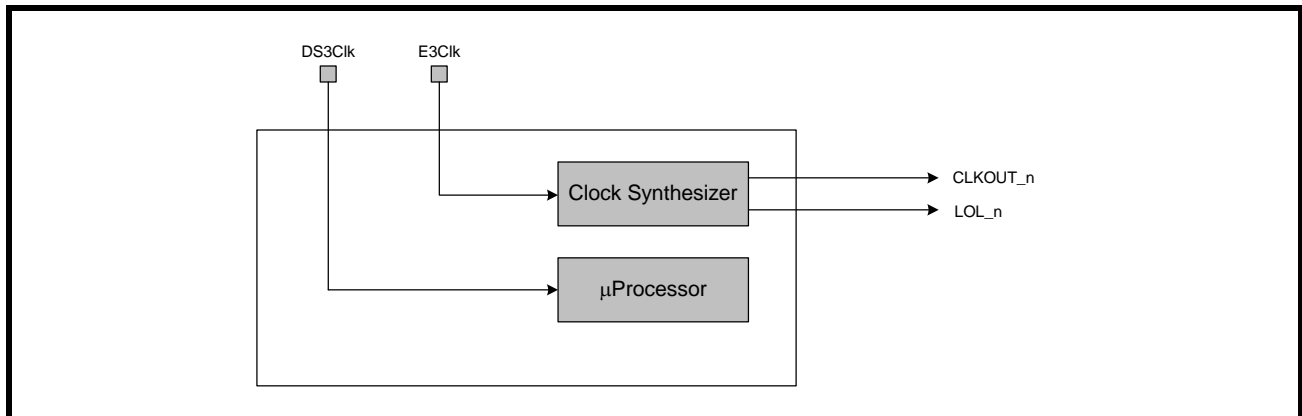 DS3Clk
E3Clk
Clock Synthesizer
CLKOUT_n
LOL_n
μProcessor